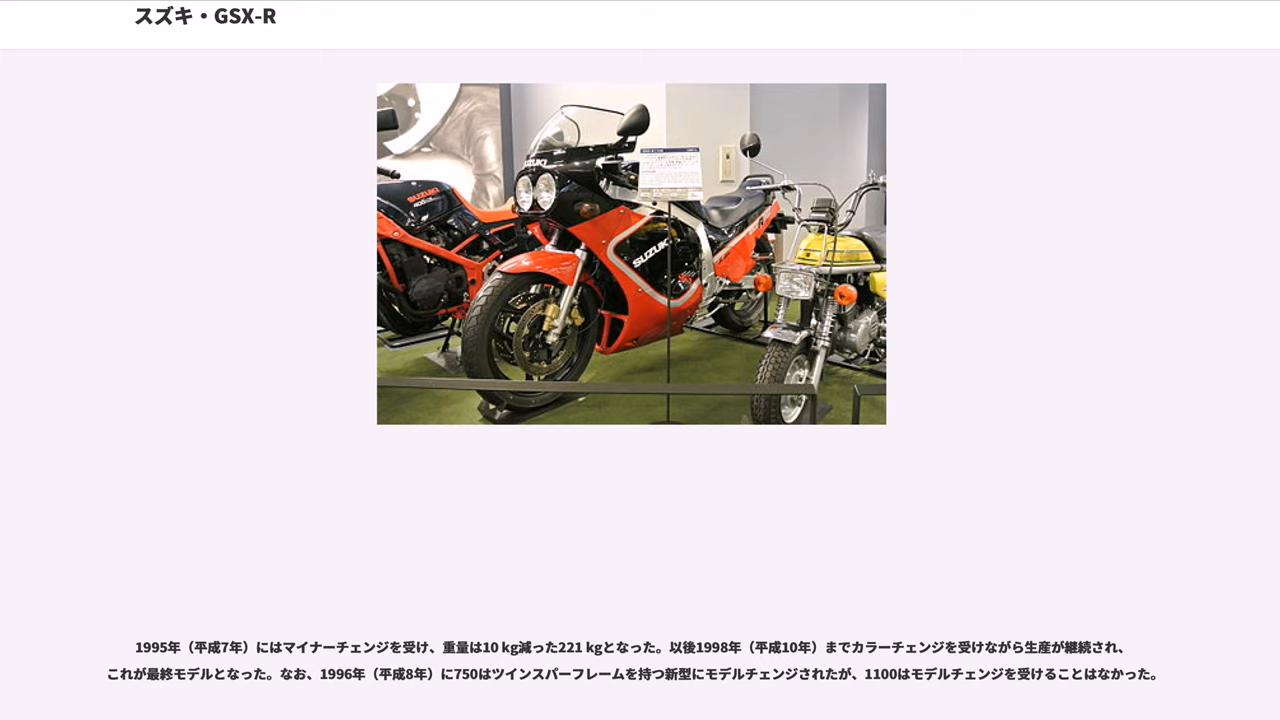 スズキ・GSX-R
SUZUKI
SUZUKI
SUZUKI
1995年（平成7年）にはマイナーチェンジを受け、重量は10 kg減った221 kgとなった。以後1998年（平成10年）までカラーチェンジを受けながら生産が継続され、
これが最終モデルとなった。なお、1996年（平成8年）に750はツインスパーフレームを持つ新型にモデルチェンジされたが、1100はモデルチェンジを受けることはなかった。